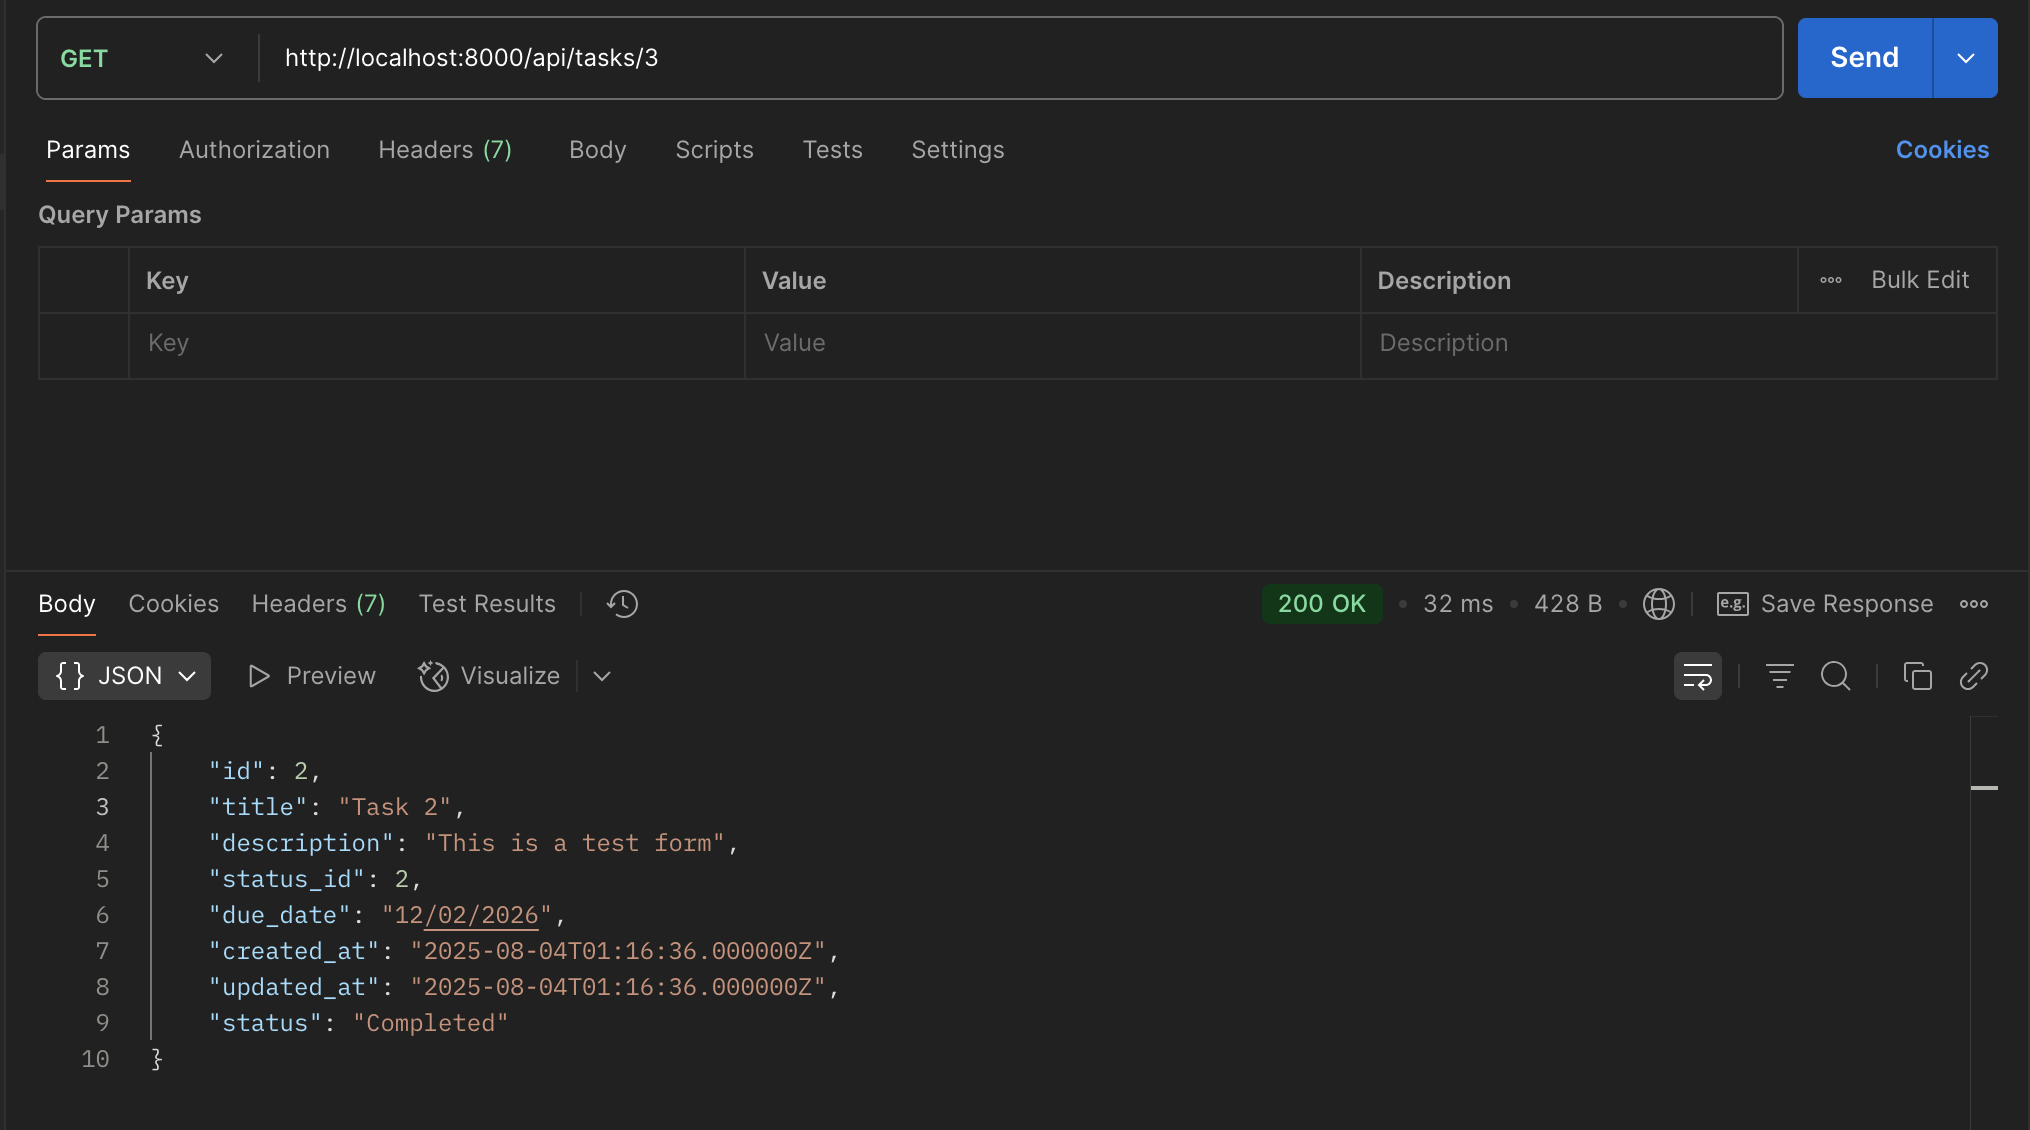 GET http://localhost:8000/api/tasks/3 Send
Params Authorization Headers (7) Body Scripts Tests Settings Cookies
Query Params
Key Value Description Bulk Edit
Key Value Description
Body Cookies Headers (7) Test Results 200 OK 32 ms 428 B e.g. Save Response
{} JSON Preview Visualize
1 {
2 "id": 2,
3 "title": "Task 2",
4 "description": "This is a test form",
5 "status_id": 2,
6 "due_date": "12/02/2026",
7 "created_at": "2025-08-04T01:16:36.000000Z",
8 "updated_at": "2025-08-04T01:16:36.000000Z",
9 "status": "Completed"
10 }